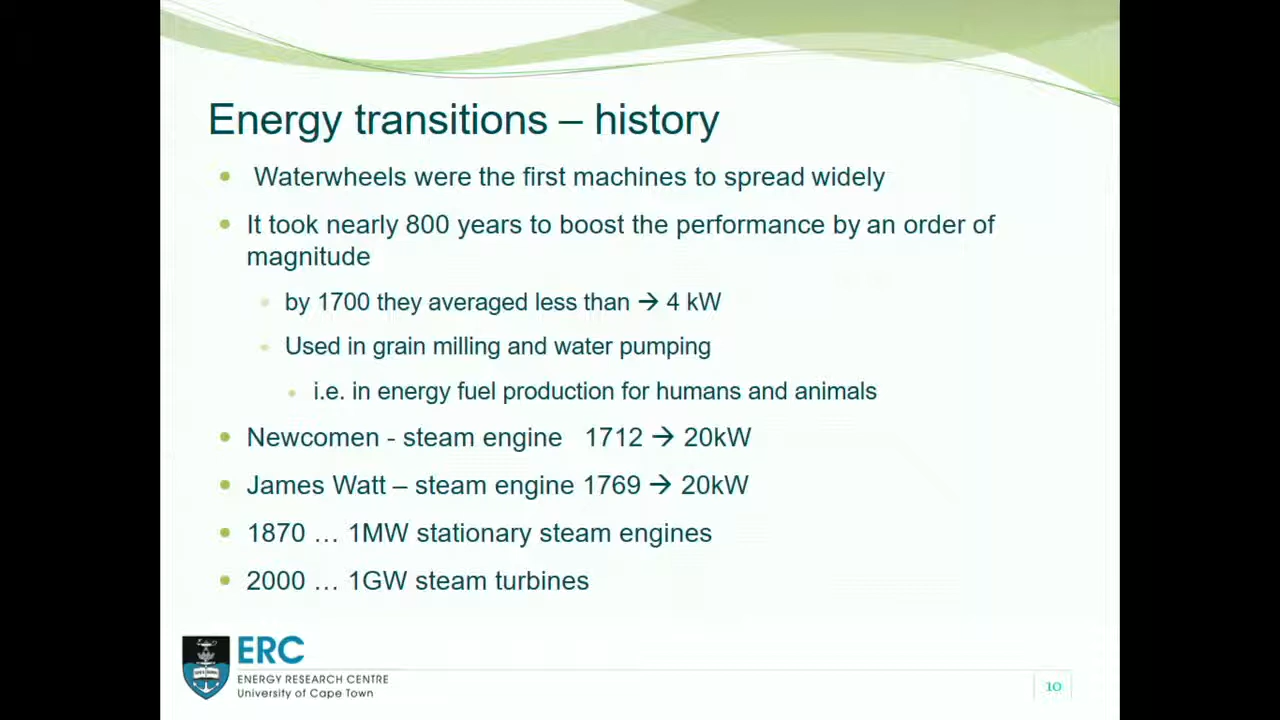 Energy transitions – history
• Waterwheels were the first machines to spread widely
• It took nearly 800 years to boost the performance by an order of
magnitude
• by 1700 they averaged less than → 4 kW
• Used in grain milling and water pumping
• i.e. in energy fuel production for humans and animals
• Newcomen - steam engine 1712 → 20kW
• James Watt – steam engine 1769 → 20kW
• 1870 … 1MW stationary steam engines
• 2000 … 1GW steam turbines
ERC
ENERGY RESEARCH CENTRE
University of Cape Town
10